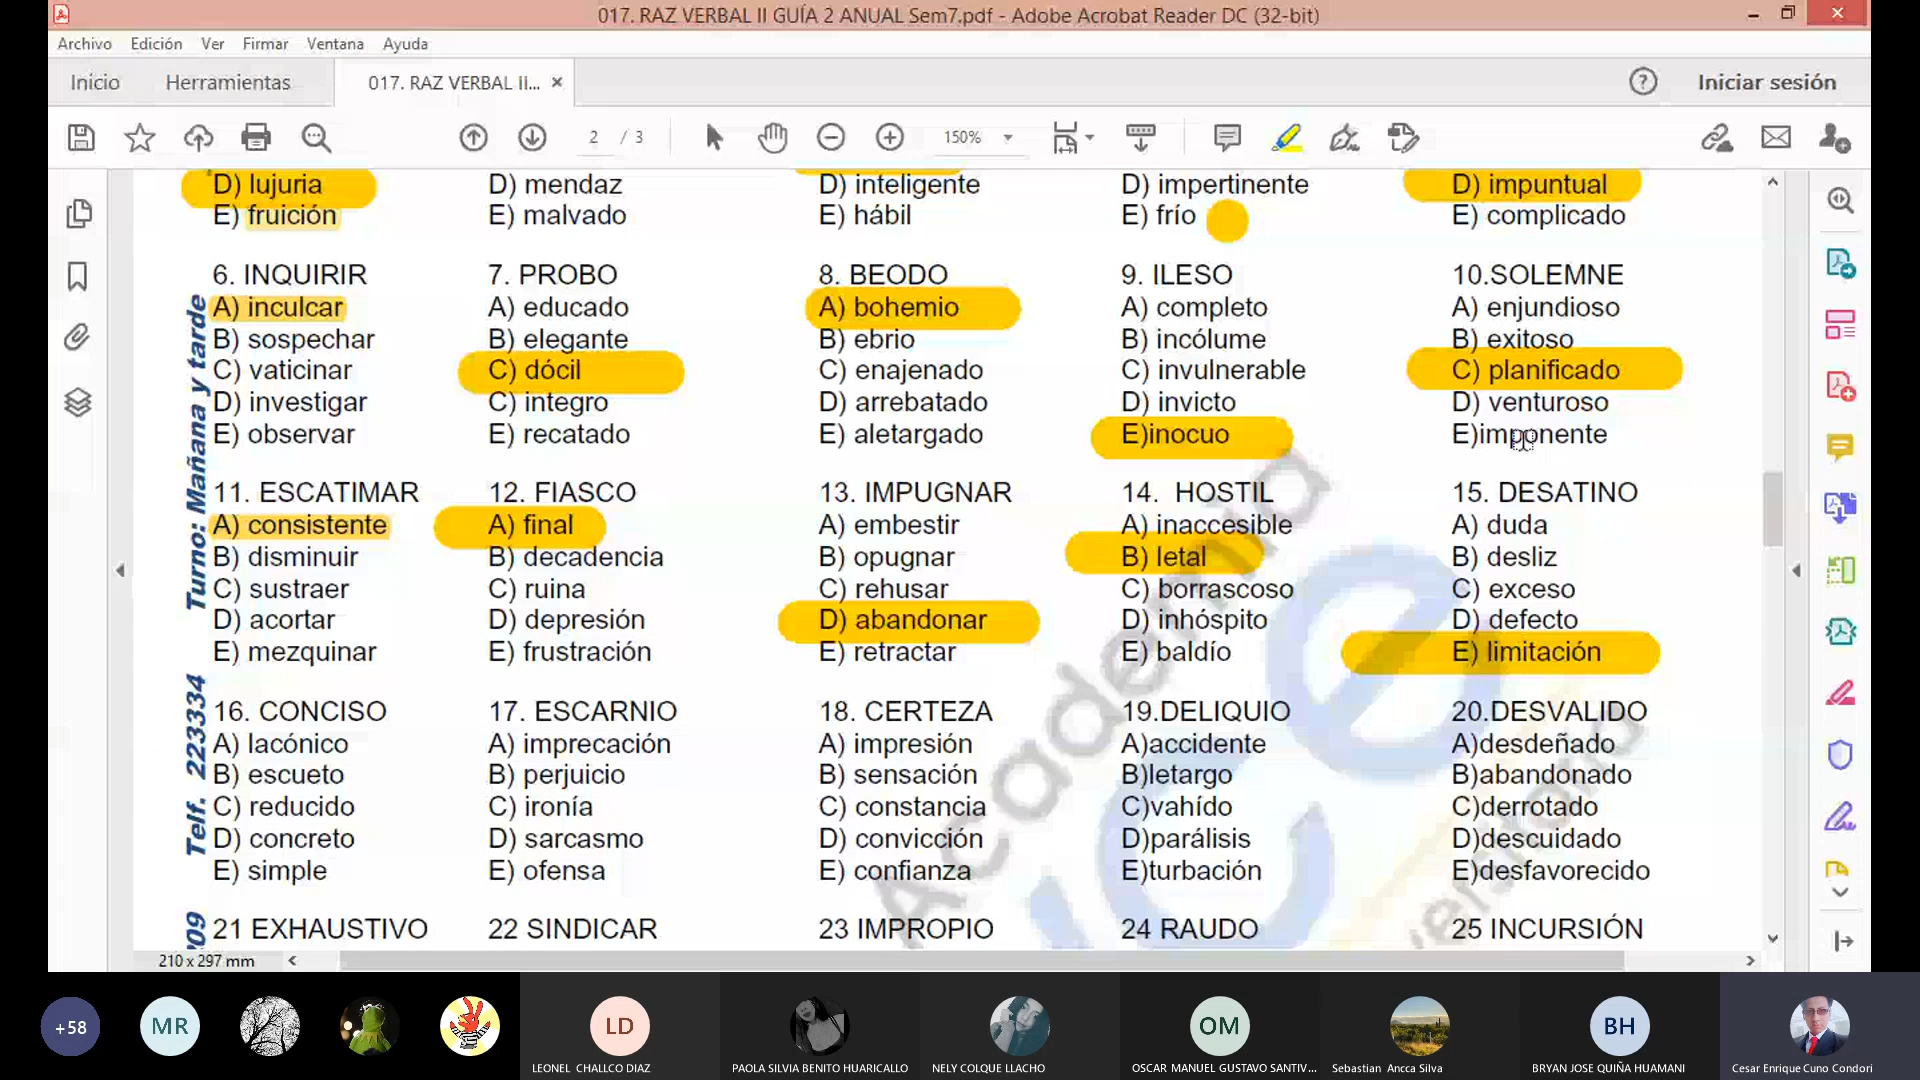 017. RAZ VERBAL II GUÍA 2 ANUAL Sem7.pdf - Adobe Acrobat Reader DC (32-bit)
Archivo Edición Ver Firmar Ventana Ayuda
Inicio Herramientas 017. RAZ VERBAL II... Iniciar sesión
2 / 3 150%
D) lujuria D) mendaz D) inteligente D) impertinente D) impuntual
E) fruición E) malvado E) hábil E) frío E) complicado
6. INQUIRIR 7. PROBO 8. BEODO 9. ILESO 10.SOLEMNE
A) inculcar A) educado A) bohemio A) completo A) enjundioso
B) sospechar B) elegante B) ebrio B) incólume B) exitoso
C) vaticinar C) dócil C) enajenado C) invulnerable C) planificado
D) investigar C) integro D) arrebatado D) invicto D) venturoso
E) observar E) recatado E) aletargado E)inocuo E)imponente
11. ESCATIMAR 12. FIASCO 13. IMPUGNAR 14. HOSTIL 15. DESATINO
A) consistente A) final A) embestir A) inaccesible A) duda
B) disminuir B) decadencia B) opugnar B) letal B) desliz
C) sustraer C) ruina C) rehusar C) borrascoso C) exceso
D) acortar D) depresión D) abandonar D) inhóspito D) defecto
E) mezquinar E) frustración E) retractar E) baldío E) limitación
16. CONCISO 17. ESCARNIO 18. CERTEZA 19.DELIQUIO 20.DESVALIDO
A) lacónico A) imprecación A) impresión A)accidente A)desdeñado
B) escueto B) perjuicio B) sensación B)letargo B)abandonado
C) reducido C) ironía C) constancia C)vahído C)derrotado
D) concreto D) sarcasmo D) convicción D)parálisis D)descuidado
E) simple E) ofensa E) confianza E)turbación E)desfavorecido
21 EXHAUSTIVO 22 SINDICAR 23 IMPROPIO 24 RAUDO 25 INCURSIÓN
Turno: Mañana y tarde
Telf. 223334
Academia
210 x 297 mm
+58 MR LD OM BH
LEONEL CHALLCO DIAZ PAOLA SILVIA BENITO HUARICALLO NELY COLQUE LLACHO OSCAR MANUEL GUSTAVO SANTIV... Sebastian Ancca Silva BRYAN JOSE QUIÑA HUAMANI Cesar Enrique Cuno Condori